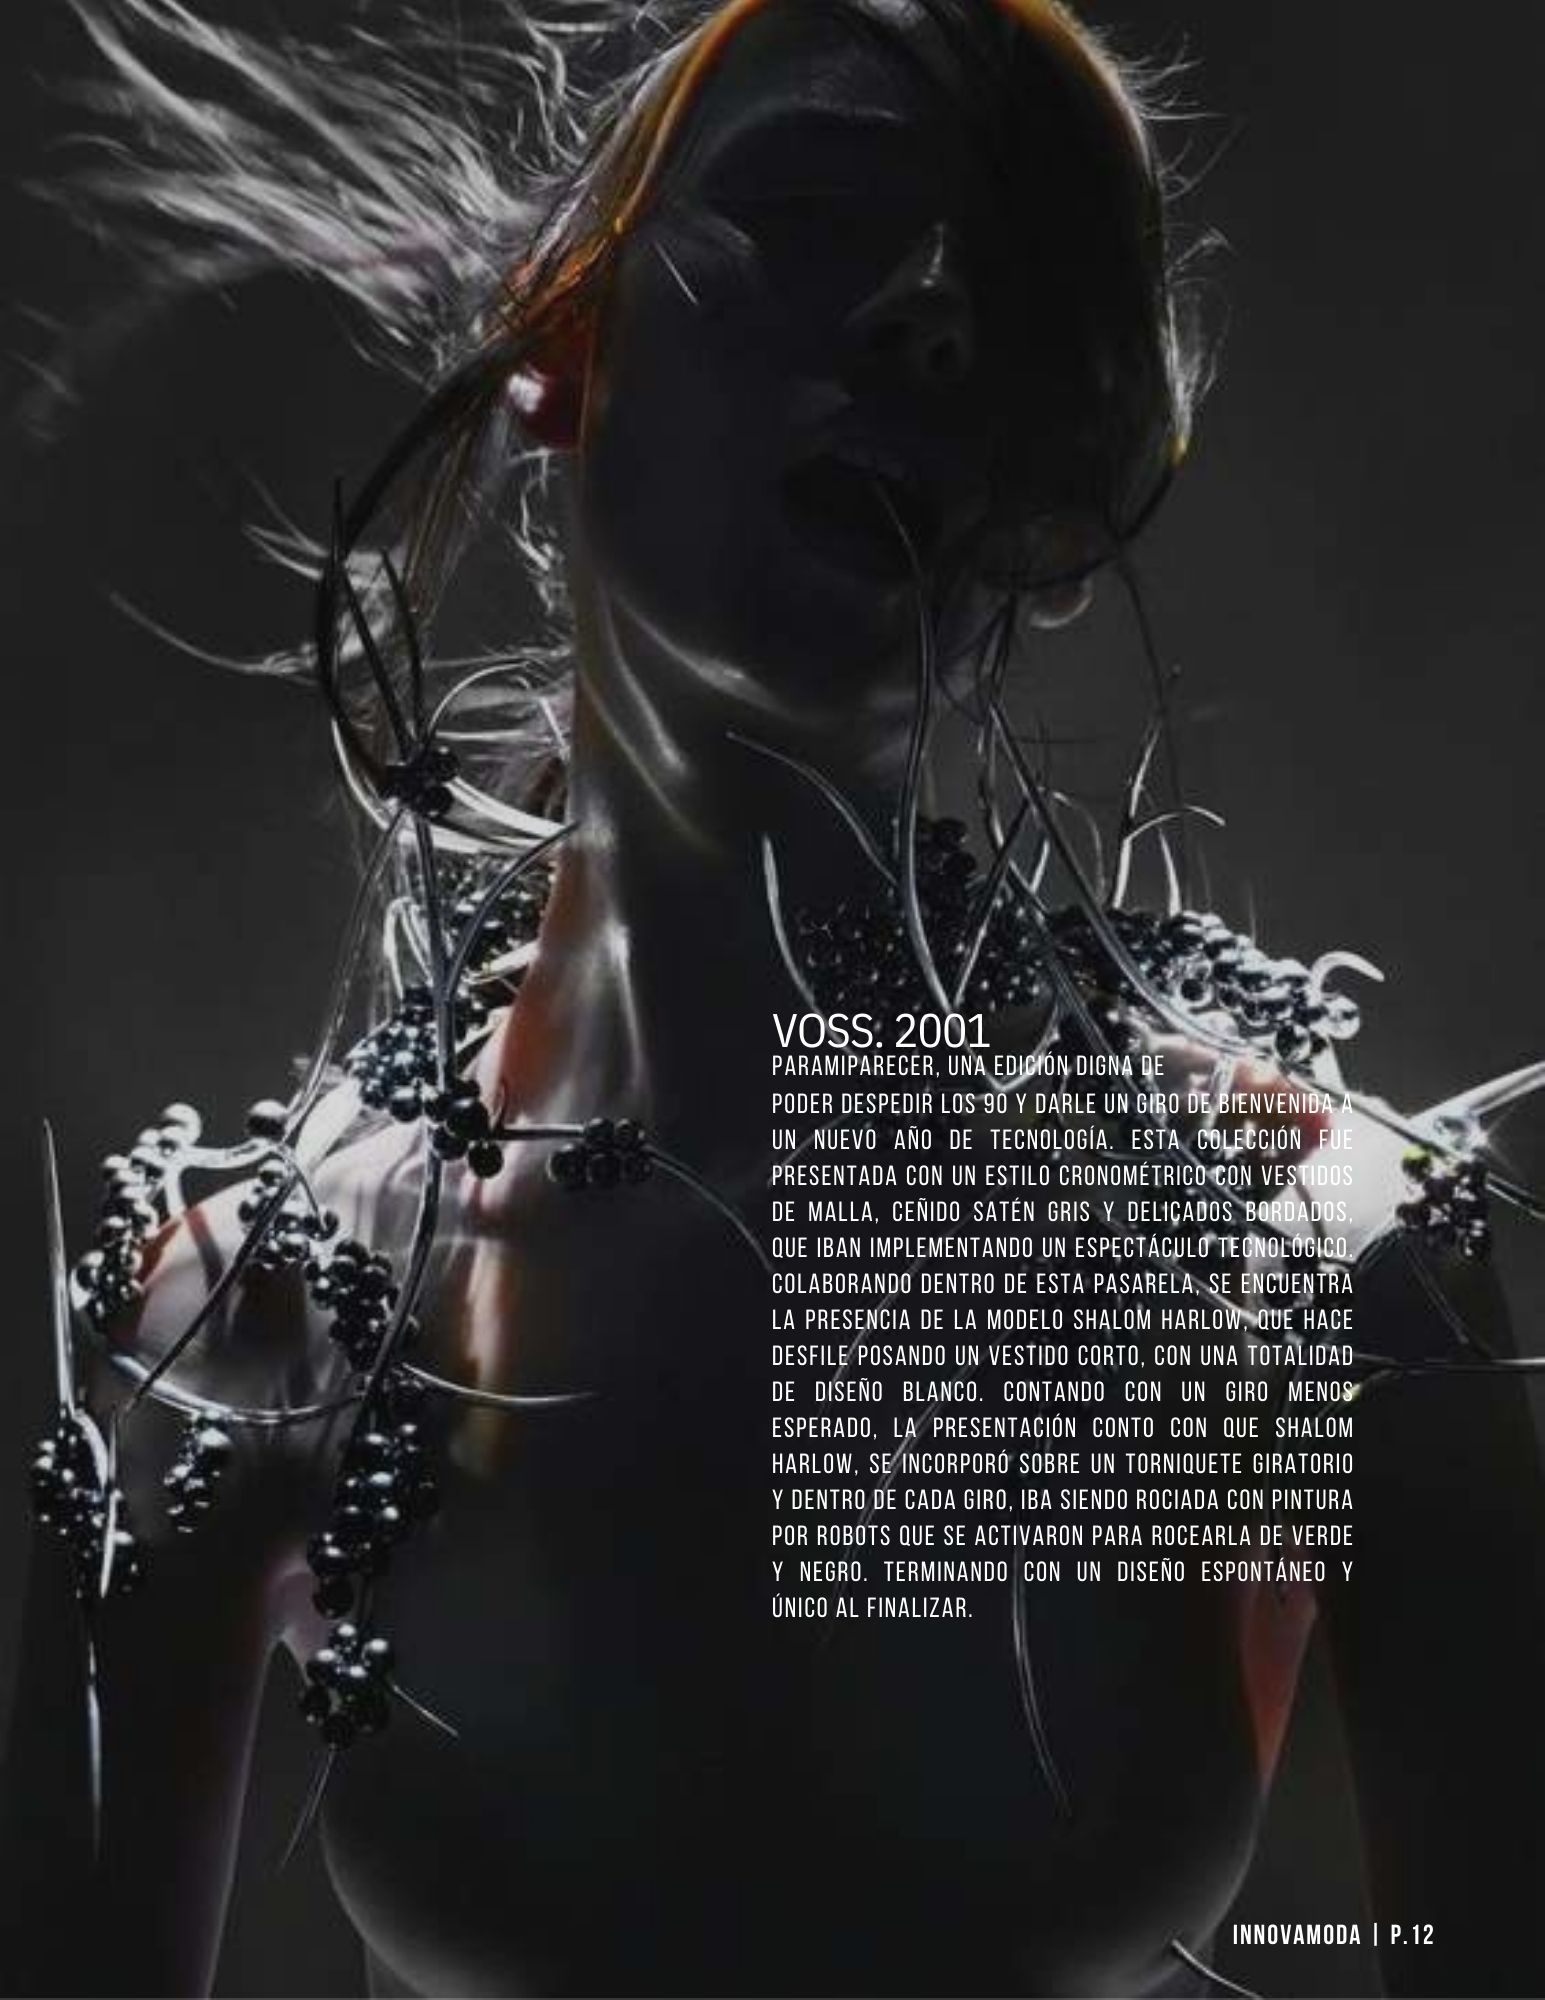 VOSS. 2001
PARAMIPARECER, UNA EDICIÓN DIGNA DE
PODER DESPEDIR LOS 90 Y DARLE UN GIRO DE BIENVENIDA A
UN NUEVO AÑO DE TECNOLOGÍA. ESTA COLECCIÓN FUE
PRESENTADA CON UN ESTILO CRONOMÉTRICO CON VESTIDOS
DE MALLA, CEÑIDO SATÉN GRIS Y DELICADOS BORDADOS,
QUE IBAN IMPLEMENTANDO UN ESPECTÁCULO TECNOLÓGICO.
COLABORANDO DENTRO DE ESTA PASARELA, SE ENCUENTRA
LA PRESENCIA DE LA MODELO SHALOM HARLOW, QUE HACE
DESFILE POSANDO UN VESTIDO CORTO, CON UNA TOTALIDAD
DE DISEÑO BLANCO. CONTANDO CON UN GIRO MENOS
ESPERADO, LA PRESENTACIÓN CONTO CON QUE SHALOM
HARLOW, SE INCORPORÓ SOBRE UN TORNIQUETE GIRATORIO
Y DENTRO DE CADA GIRO, IBA SIENDO ROCIADA CON PINTURA
POR ROBOTS QUE SE ACTIVARON PARA ROCEARLA DE VERDE
Y NEGRO. TERMINANDO CON UN DISEÑO ESPONTÁNEO Y
ÚNICO AL FINALIZAR.
INNOVAMODA | P.12